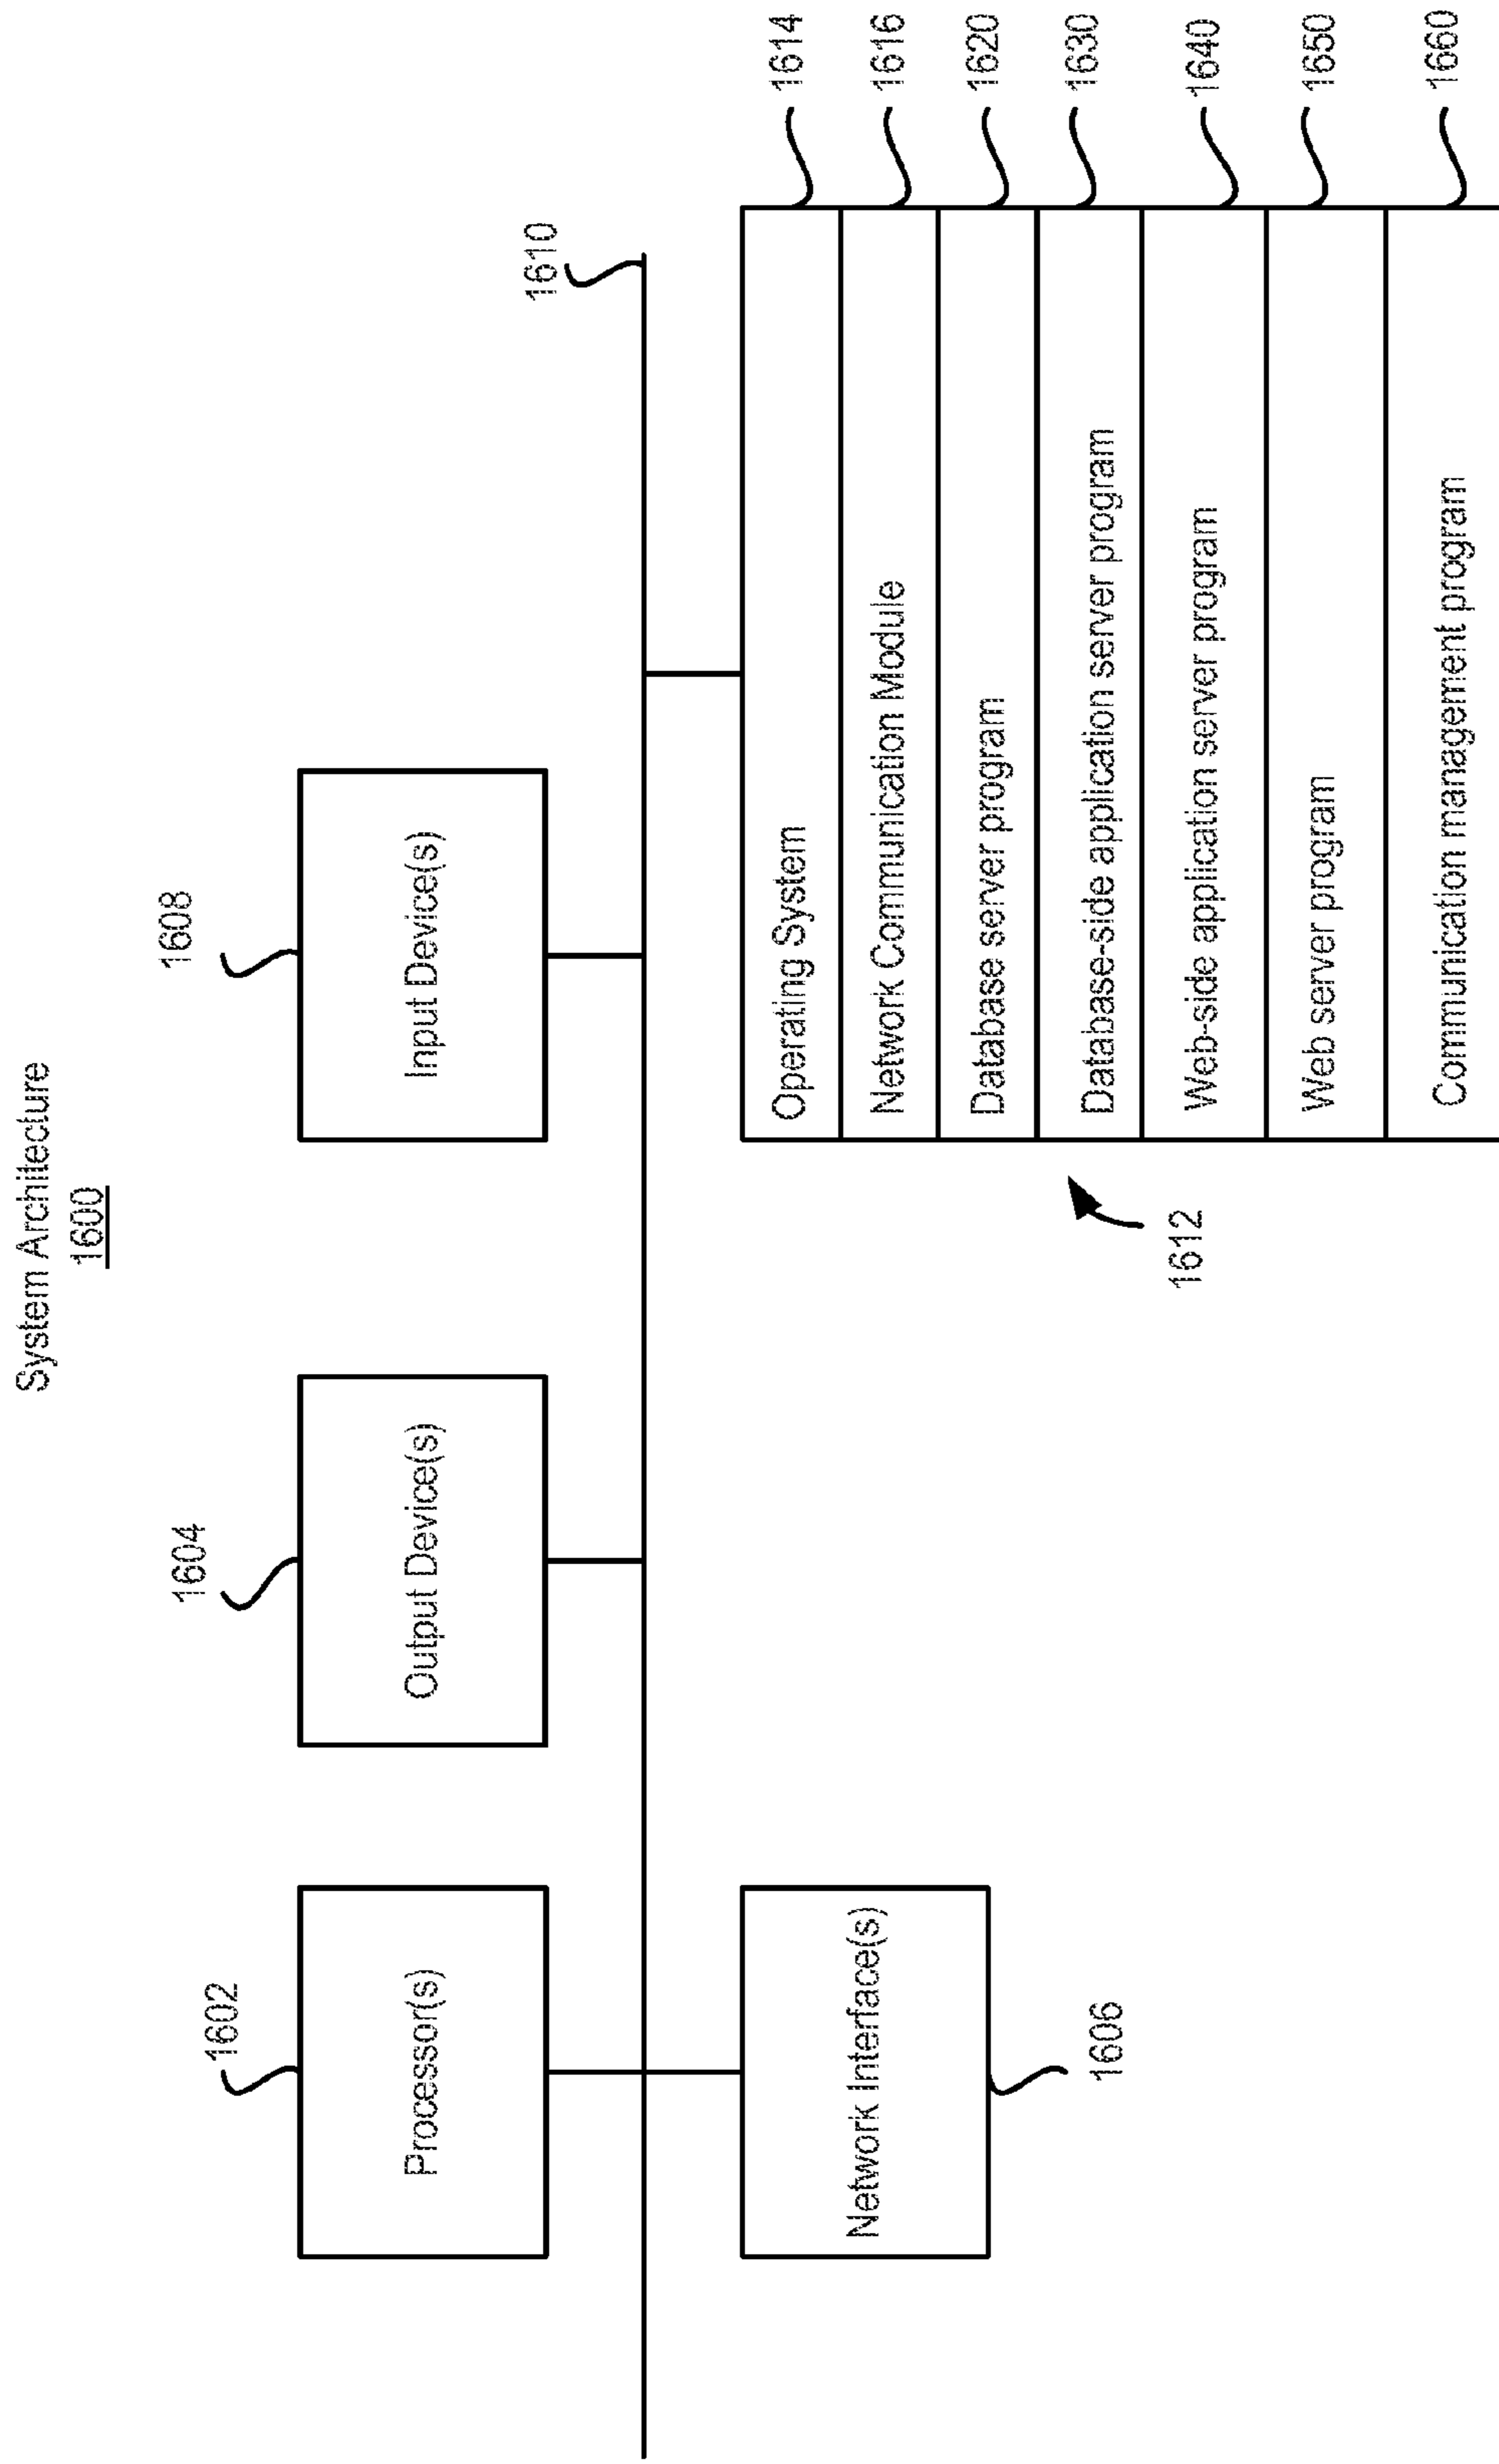 System Architecture
1600
1602
Processor(s)
1604
Output Device(s)
1608
Input Device(s)
1610
Network Interface(s)
1606
1612
Operating System
1614
Network Communication Module
1616
Database server program
1620
Database-side application server program
1630
Web-side application server program
1640
Web server program
1650
Communication management program
1660